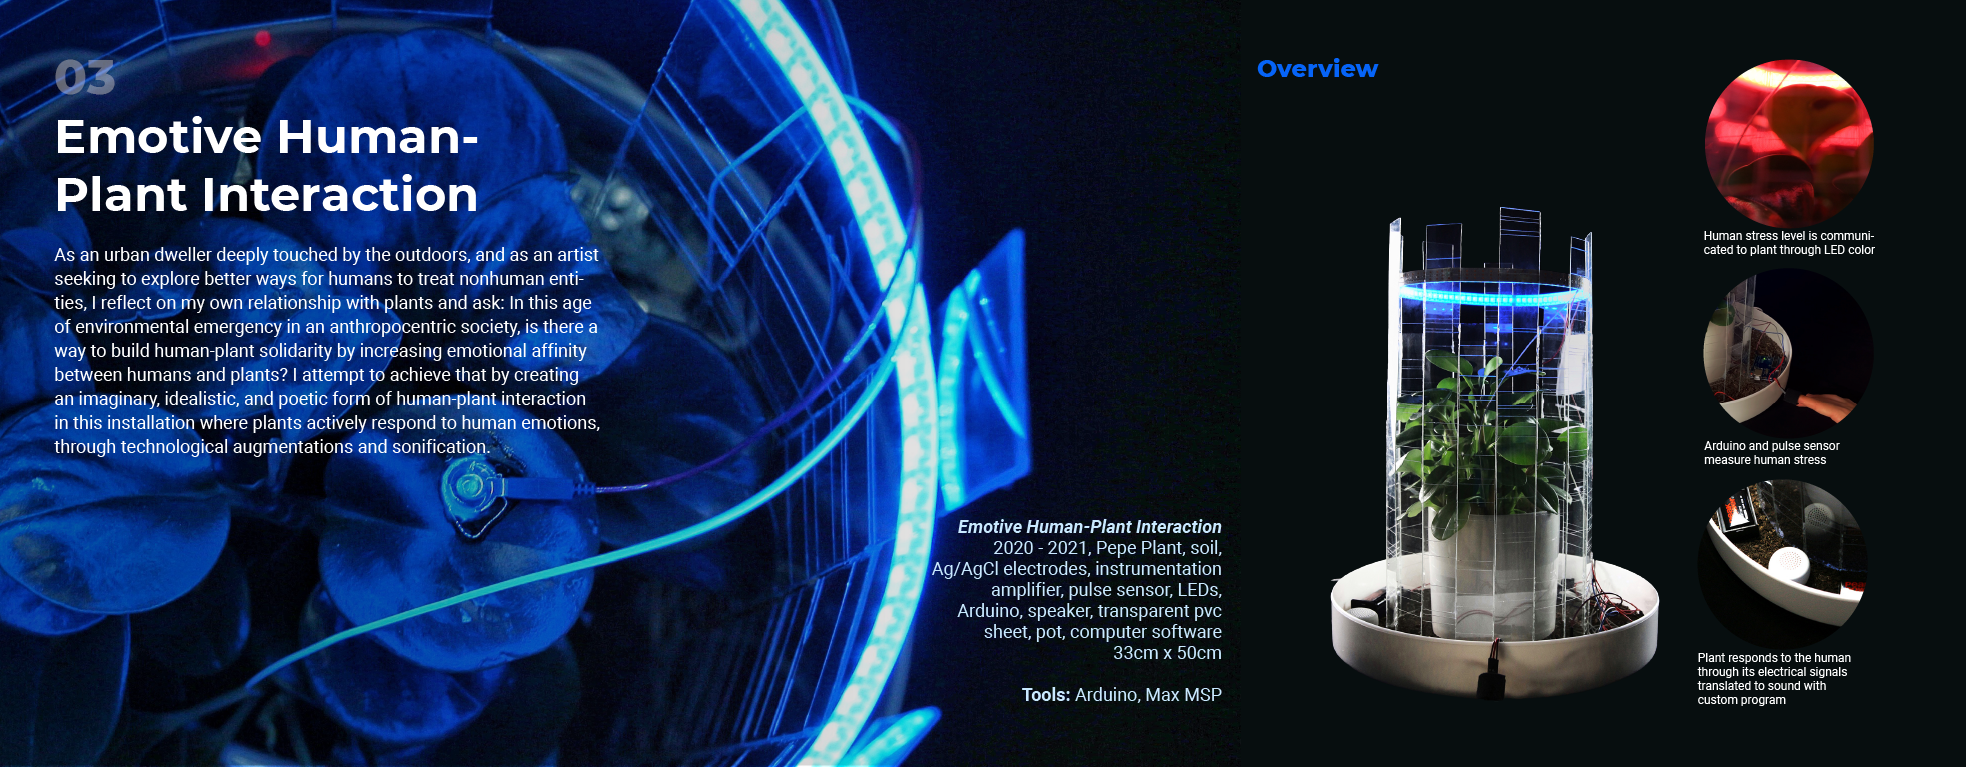 03
Emotive Human-
Plant Interaction
As an urban dweller deeply touched by the outdoors, and as an artist
seeking to explore better ways for humans to treat nonhuman enti-
ties, I reflect on my own relationship with plants and ask: In this age
of environmental emergency in an anthropocentric society, is there a
way to build human-plant solidarity by increasing emotional affinity
between humans and plants? I attempt to achieve that by creating
an imaginary, idealistic, and poetic form of human-plant interaction
in this installation where plants actively respond to human emotions,
through technological augmentations and sonification.
Emotive Human-Plant Interaction
2020 - 2021, Pepe Plant, soil,
Ag/AgCl electrodes, instrumentation
amplifier, pulse sensor, LEDs,
Arduino, speaker, transparent pvc
sheet, pot, computer software
33cm x 50cm
Tools: Arduino, Max MSP
Overview
Human stress level is communi-
cated to plant through LED color
Arduino and pulse sensor
measure human stress
Plant responds to the human
through its electrical signals
translated to sound with
custom program